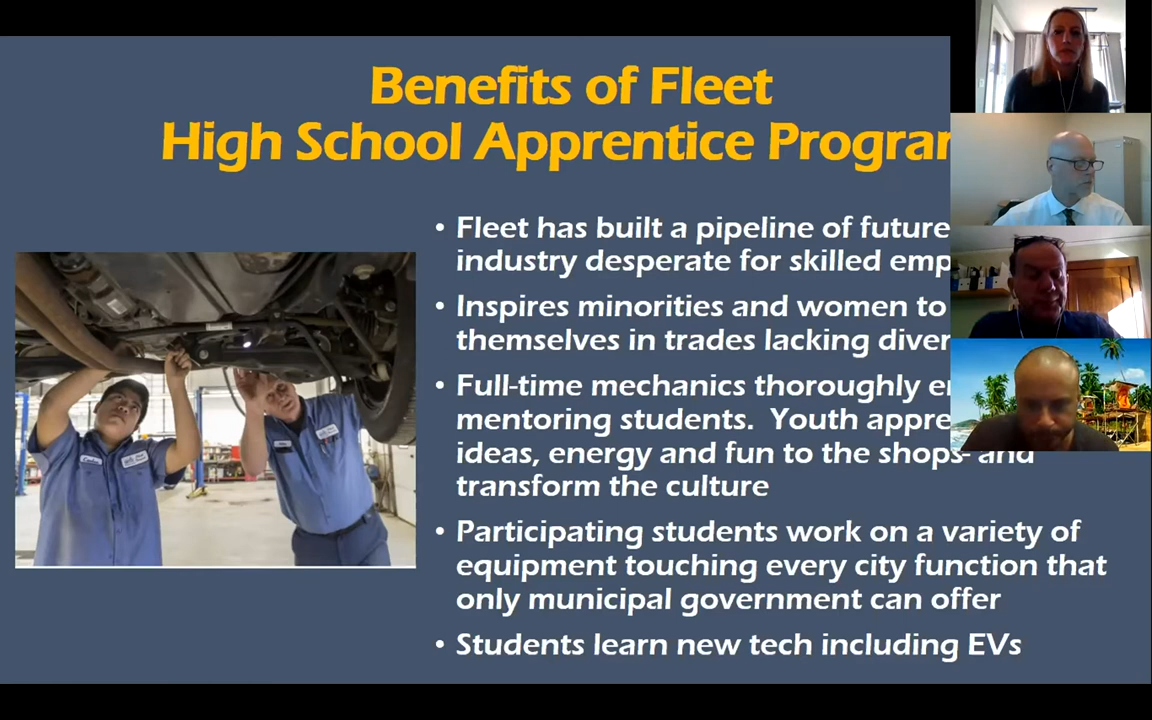 Benefits of Fleet
High School Apprentice Progra
• Fleet has built a pipeline of future
industry desperate for skilled emp
• Inspires minorities and women to
themselves in trades lacking diver
• Full-time mechanics thoroughly e
mentoring students. Youth appre
ideas, energy and fun to the shops- and
transform the culture
• Participating students work on a variety of
equipment touching every city function that
only municipal government can offer
• Students learn new tech including EVs